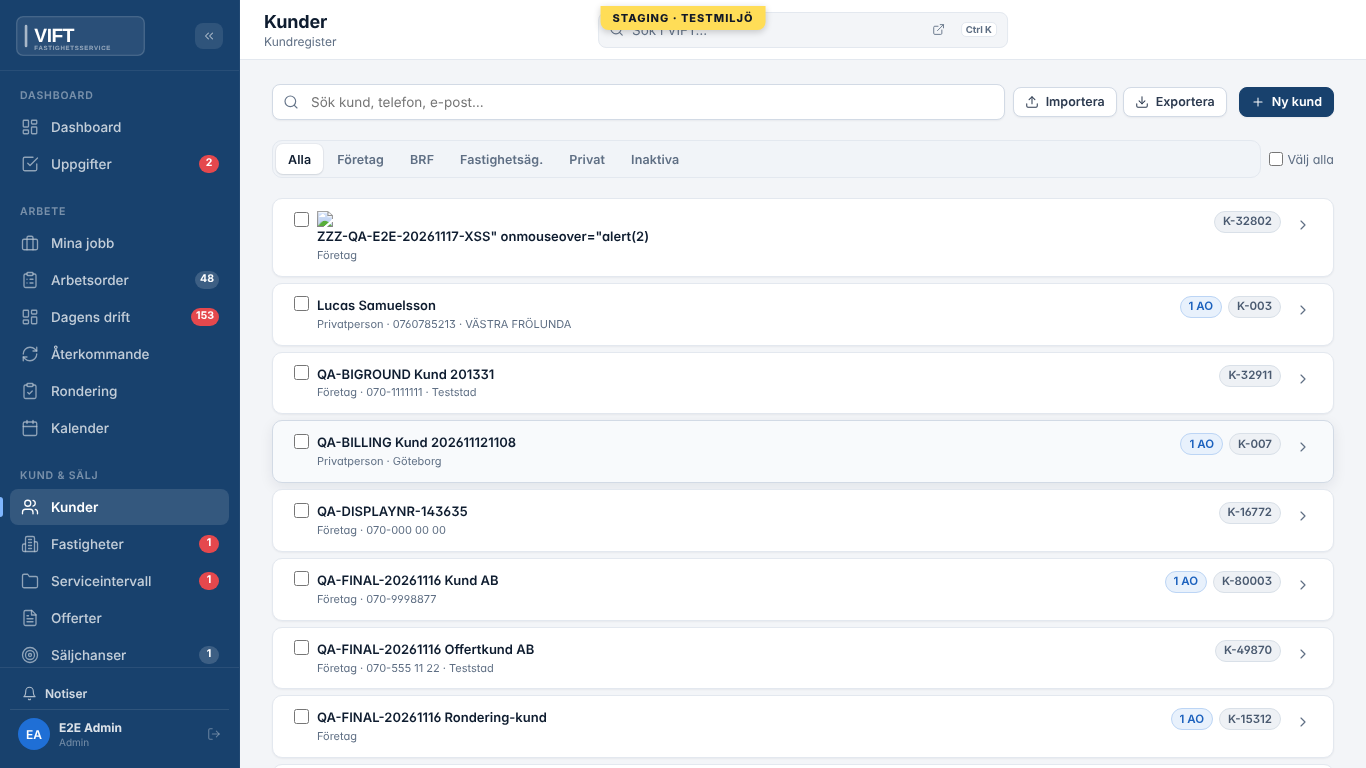 VIFT
FASTIGHETSSERVICE
DASHBOARD
Dashboard
Uppgifter
2
ARBETE
Mina jobb
Arbetsorder
48
Dagens drift
153
Återkommande
Rondering
Kalender
KUND & SÄLJ
Kunder
Fastigheter
1
Serviceintervall
1
Offerter
Säljchanser
1
Notiser
EA
E2E Admin
Admin
Kunder
Kundregister
STAGING · TESTMILJÖ
Sök i VIFT...
Ctrl K
Sök kund, telefon, e-post...
Importera
Exportera
Ny kund
Alla
Företag
BRF
Fastighetsäg.
Privat
Inaktiva
Välj alla
ZZZ-QA-E2E-20261117-XSS" onmouseover="alert(2)
Företag
K-32802
Lucas Samuelsson
Privatperson · 0760785213 · VÄSTRA FRÖLUNDA
1 AO
K-003
QA-BIGROUND Kund 201331
Företag · 070-1111111 · Teststad
K-32911
QA-BILLING Kund 202611121108
Privatperson · Göteborg
1 AO
K-007
QA-DISPLAYNR-143635
Företag · 070-000 00 00
K-16772
QA-FINAL-20261116 Kund AB
Företag · 070-9998877
1 AO
K-80003
QA-FINAL-20261116 Offertkund AB
Företag · 070-555 11 22 · Teststad
K-49870
QA-FINAL-20261116 Rondering-kund
Företag
1 AO
K-15312